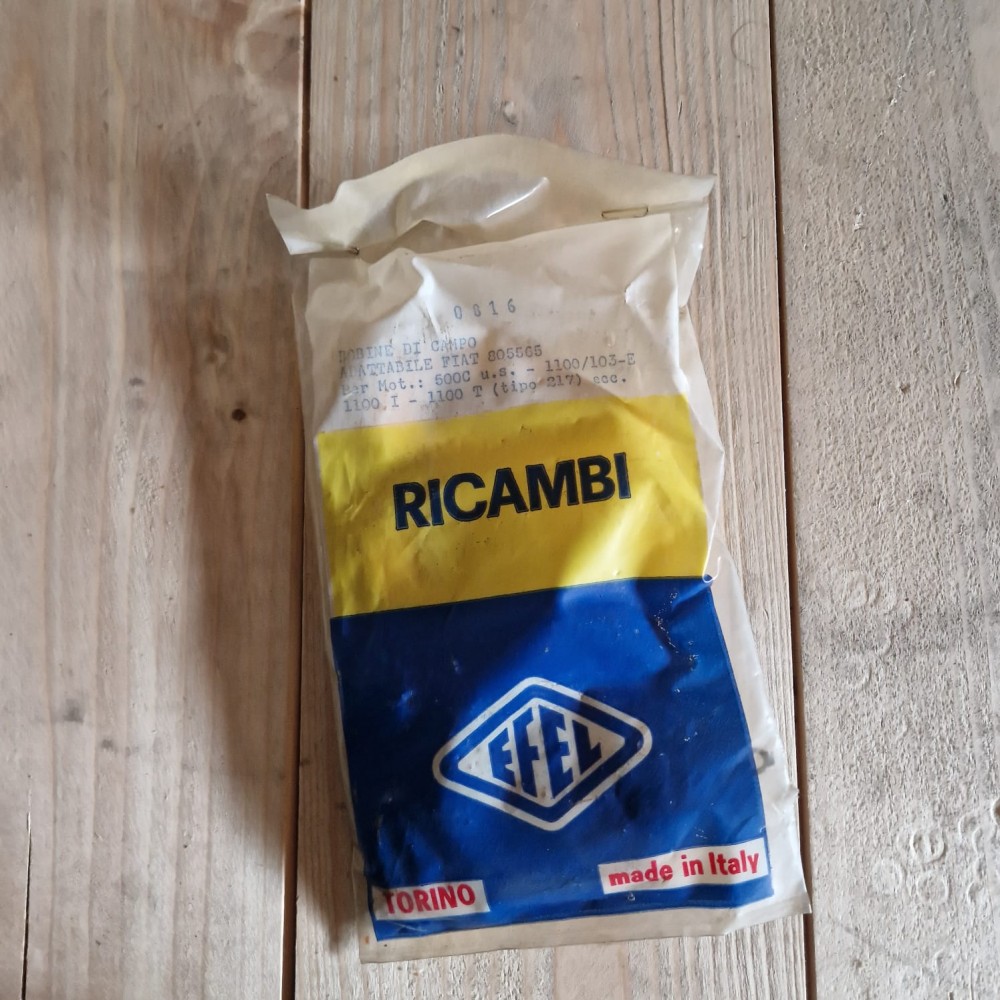 0816
BOBINE DI CAMPO
ADATTABILE FIAT 805565
per Mot.: 500C u.s. - 1100/103-E
1100 I - 1100 T (tipo 217) ecc.
RICAMBI
EFEL
TORINO
made in Italy